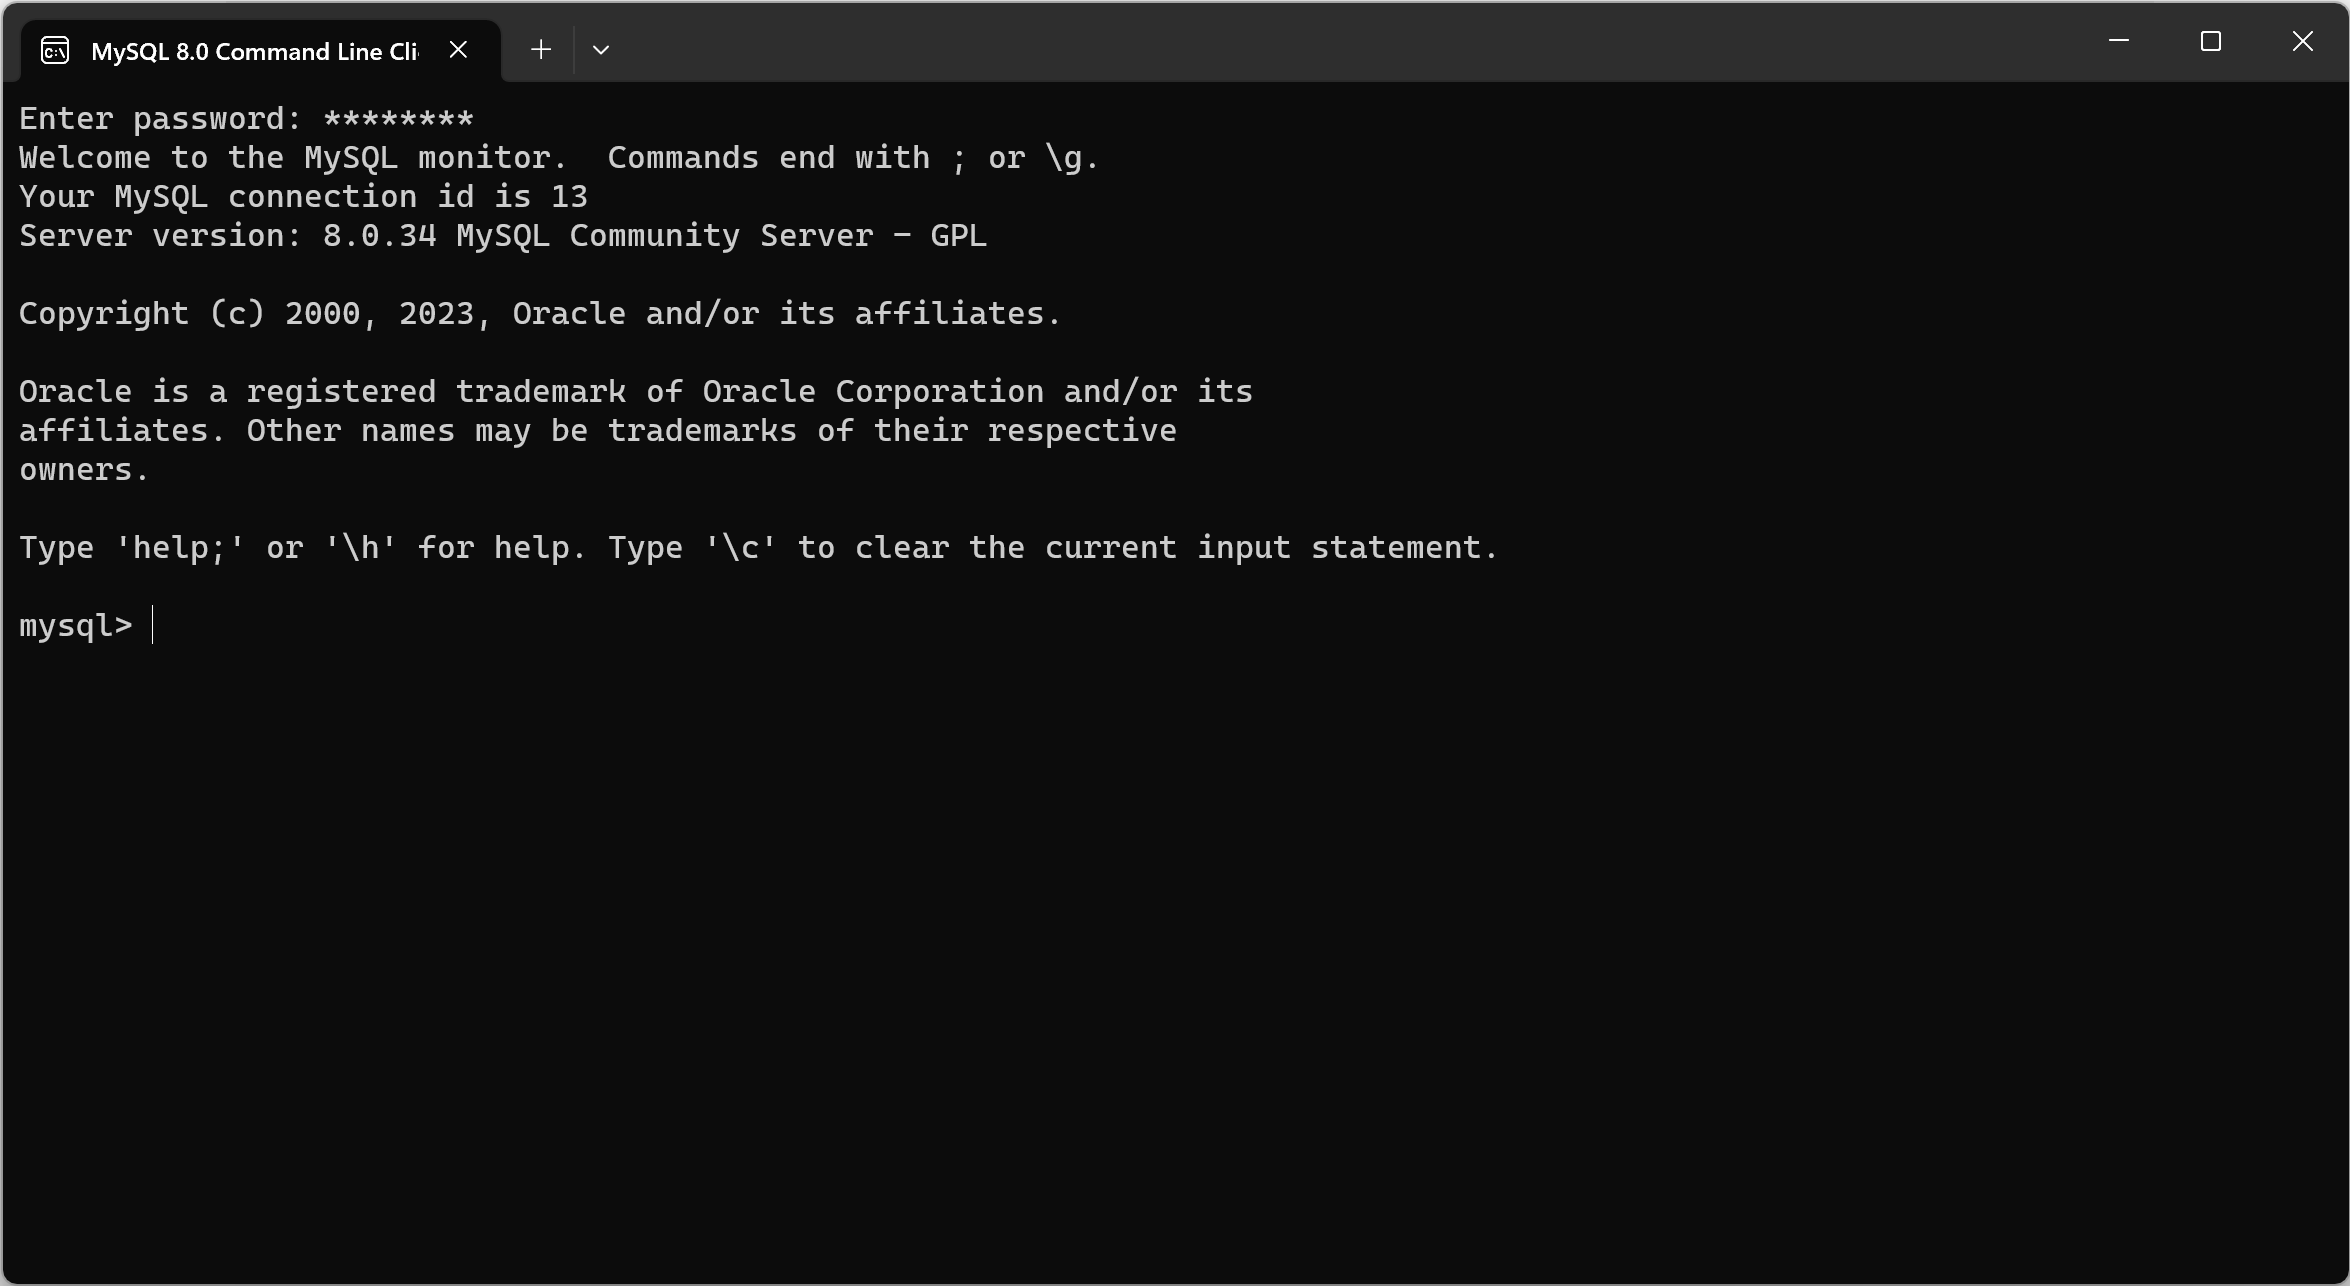 MySQL 8.0 Command Line Cli
Enter password: ********
Welcome to the MySQL monitor.  Commands end with ; or \g.
Your MySQL connection id is 13
Server version: 8.0.34 MySQL Community Server - GPL
Copyright (c) 2000, 2023, Oracle and/or its affiliates.
Oracle is a registered trademark of Oracle Corporation and/or its
affiliates. Other names may be trademarks of their respective
owners.
Type 'help;' or '\h' for help. Type '\c' to clear the current input statement.
mysql>